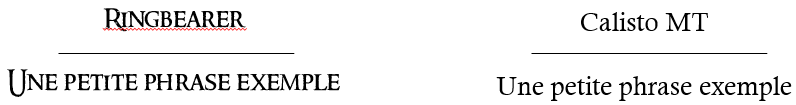 Ringbearer
Une petite phrase exemple
Calisto MT
Une petite phrase exemple